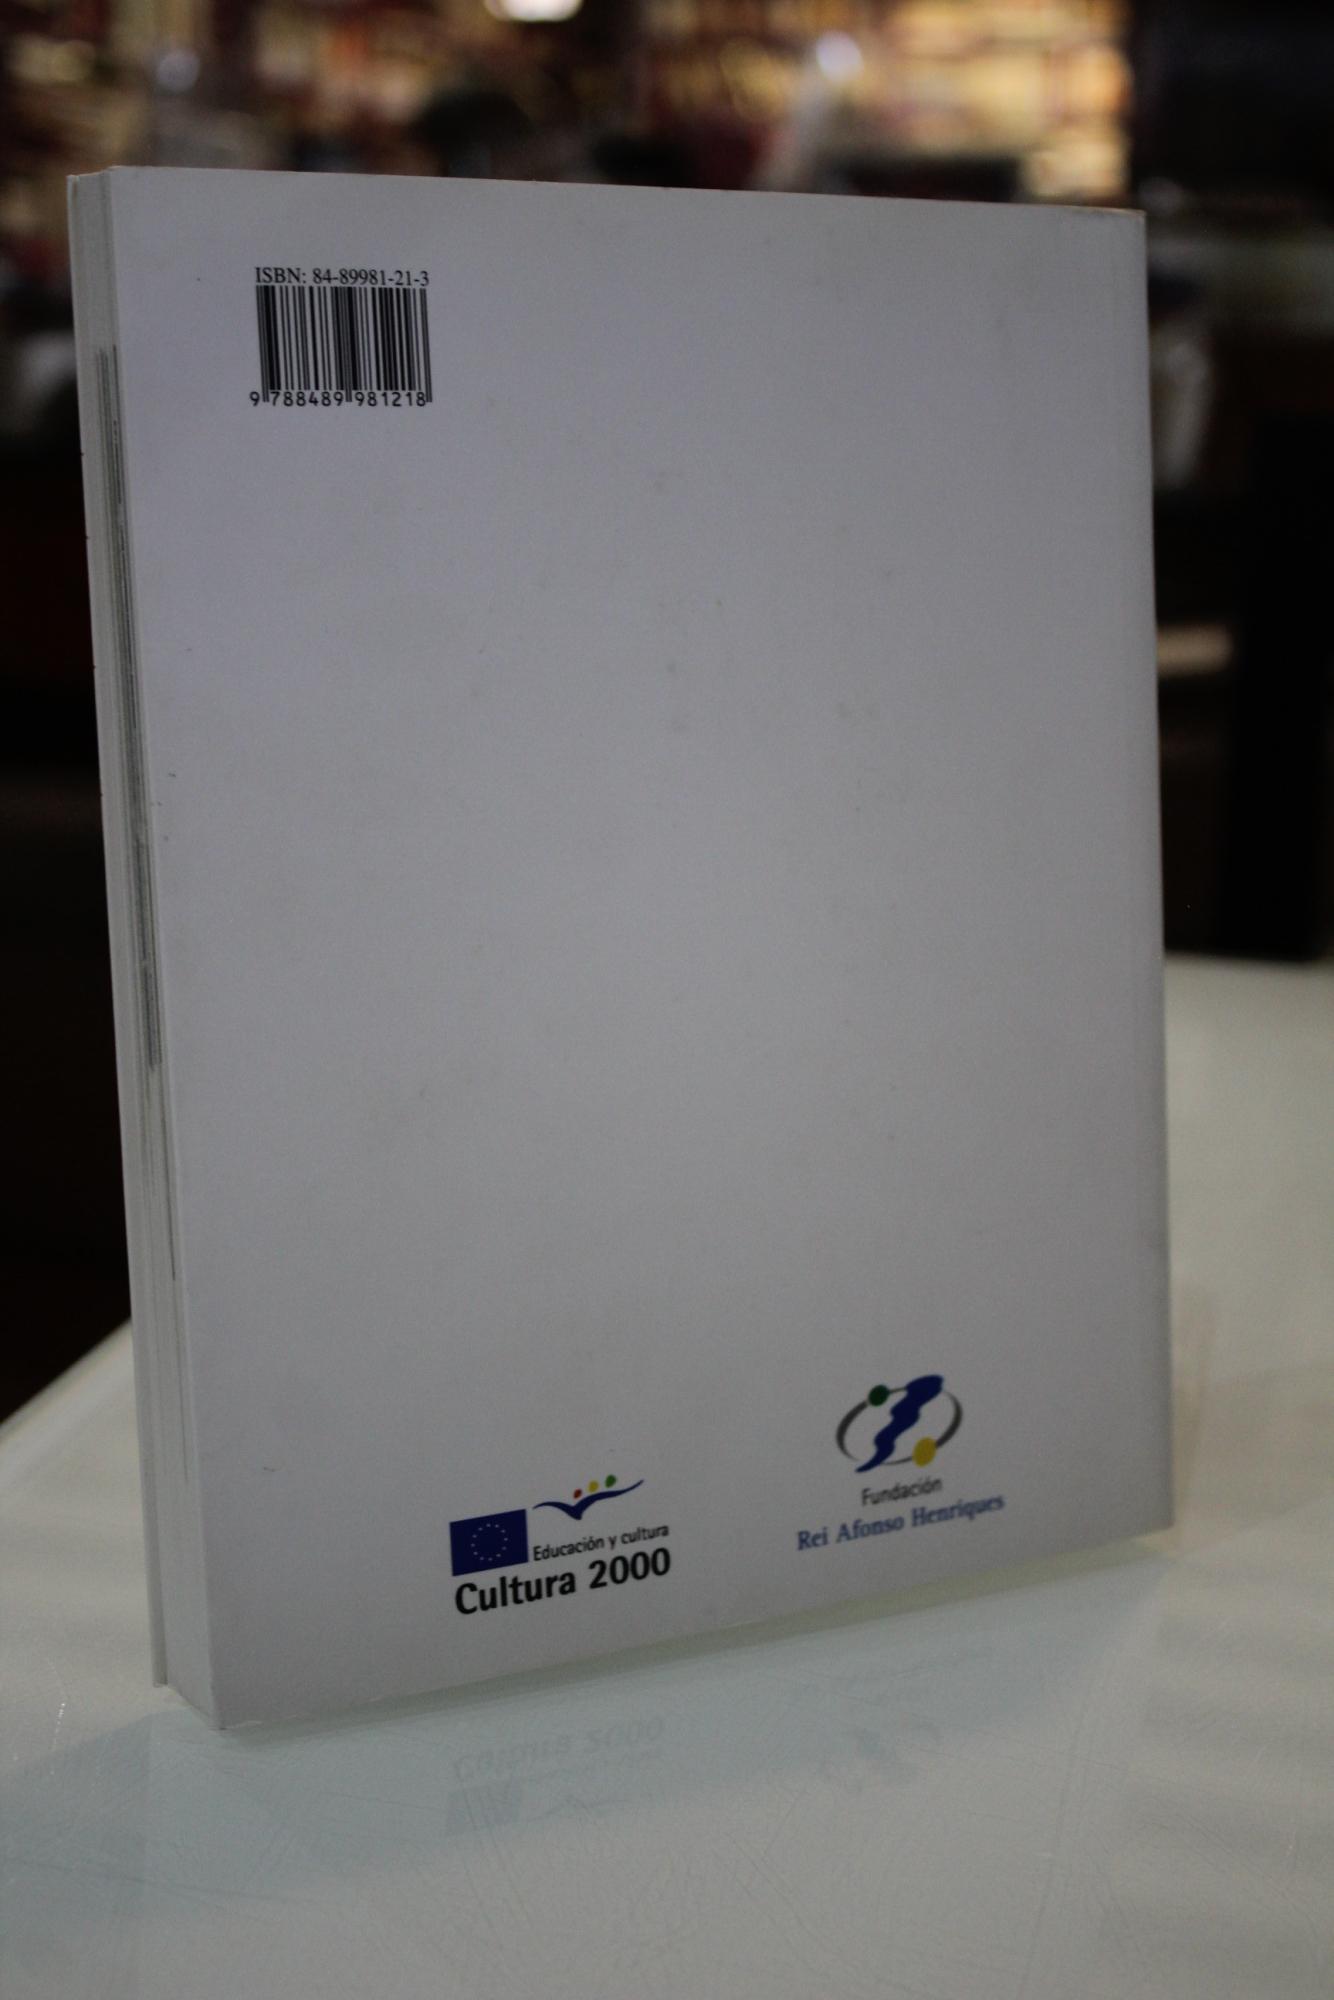 ISBN: 84-89981-21-3
9 788489 981218
Educación y cultura
Cultura 2000
Fundación
Rei Afonso Henriques